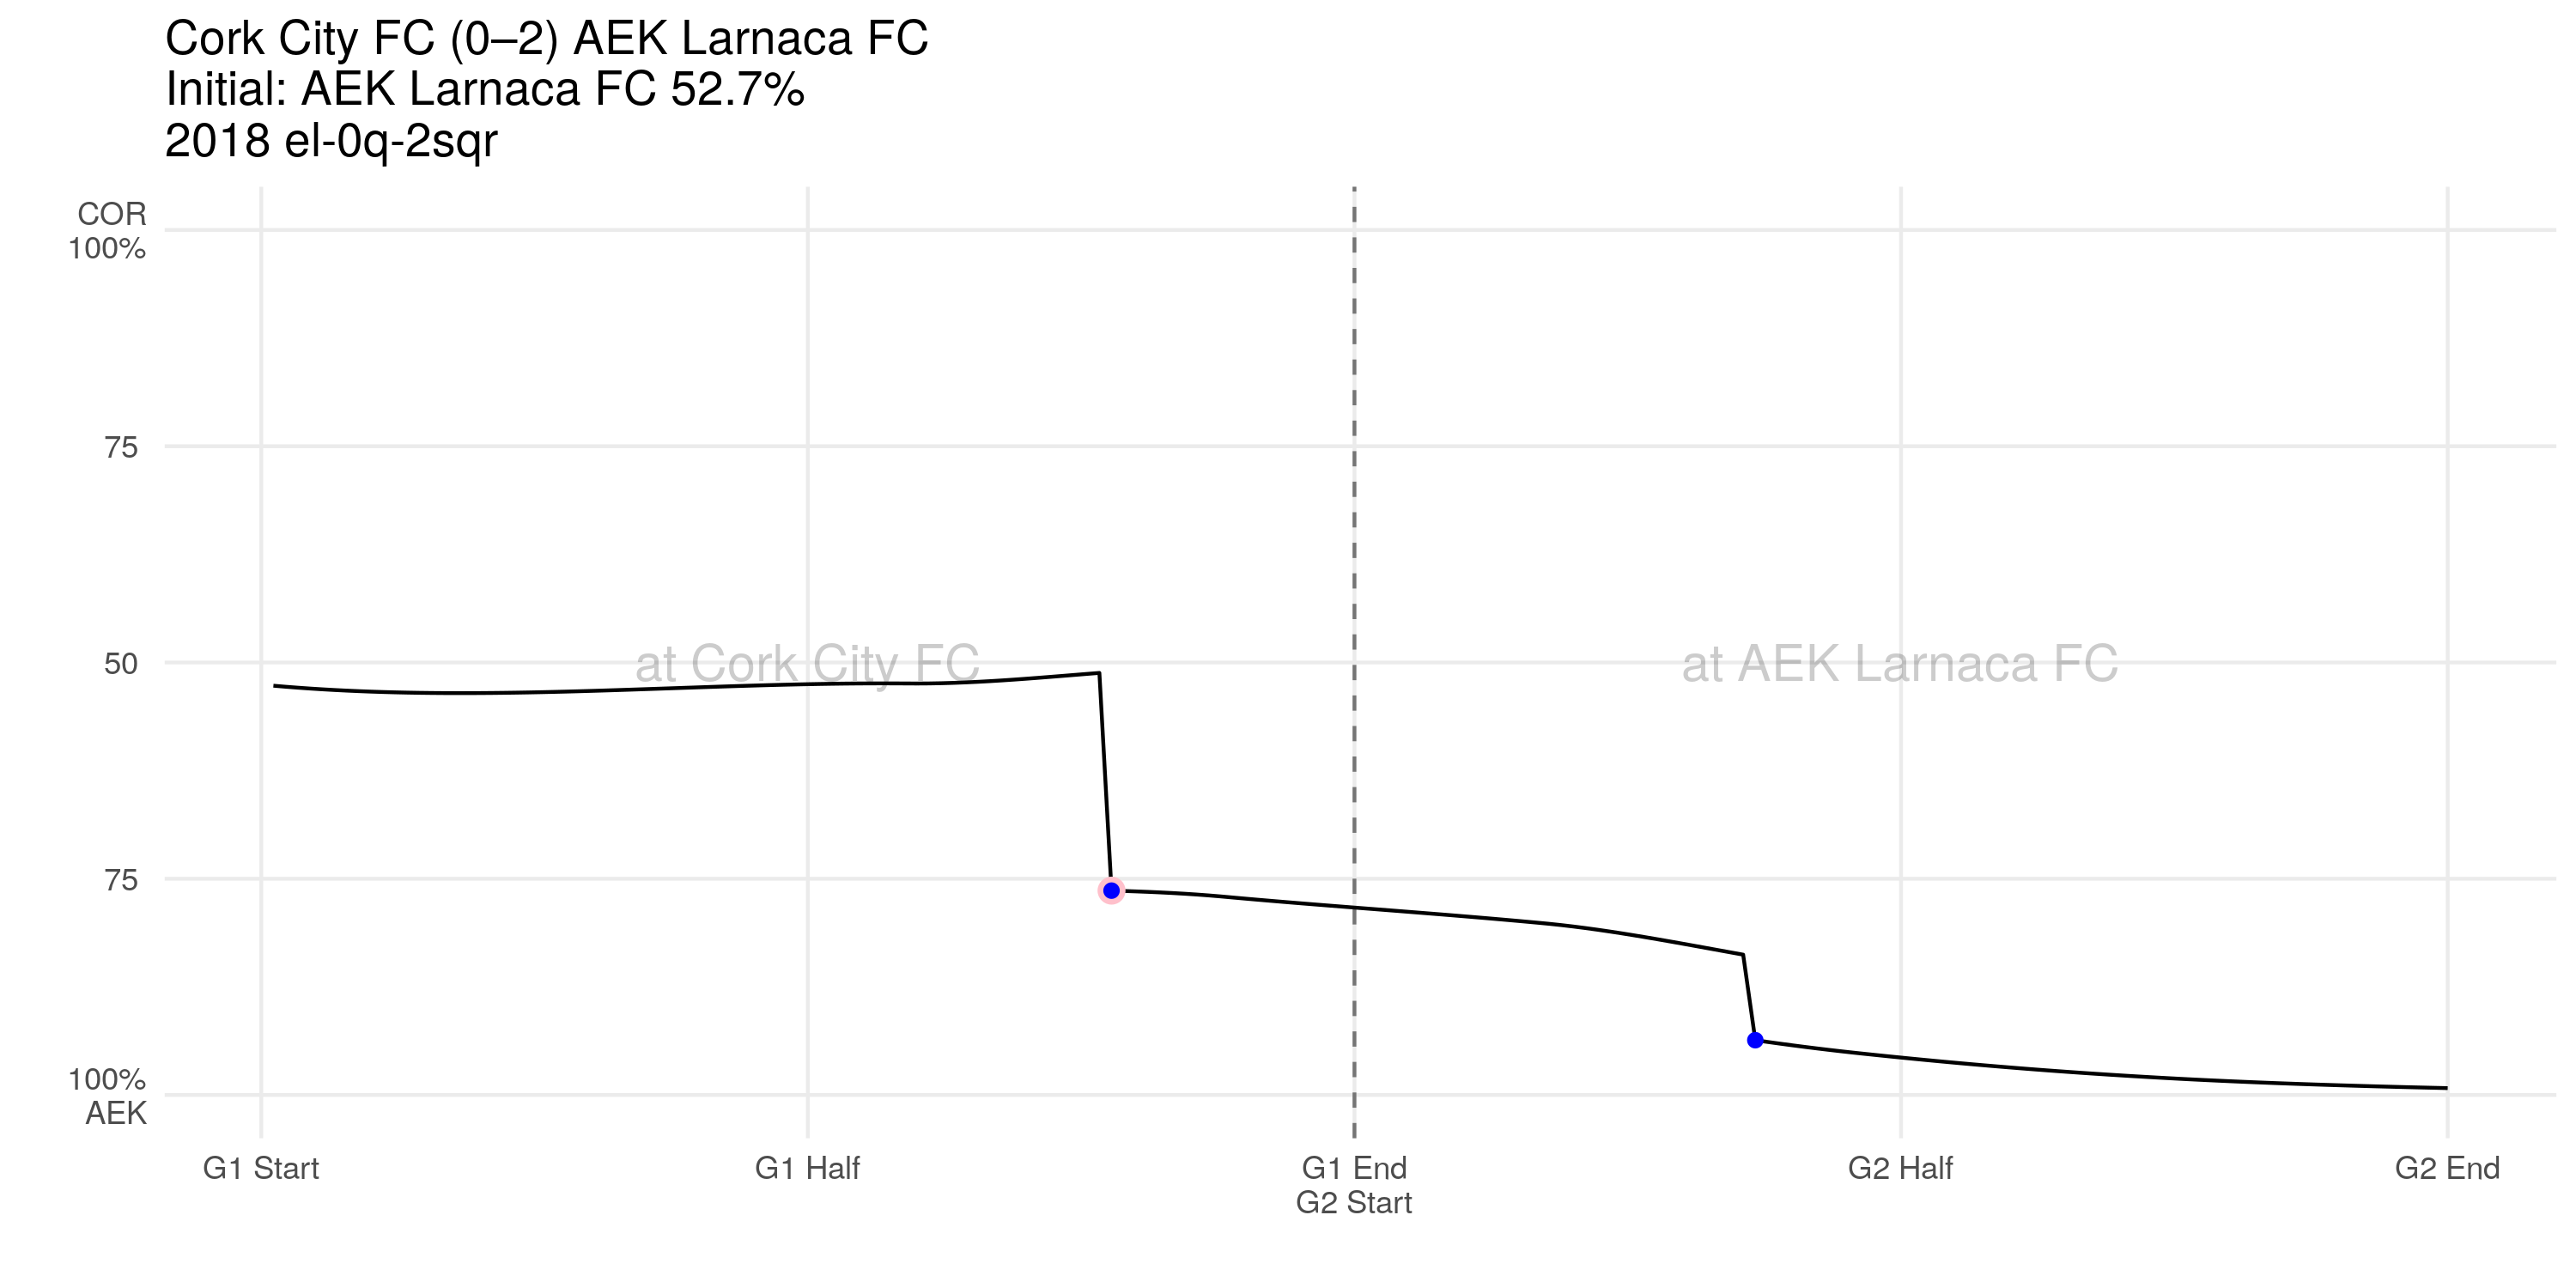 Cork City FC (0–2) AEK Larnaca FC
Initial: AEK Larnaca FC 52.7%
2018 el-0q-2sqr
COR
100%
75
50
75
100%
AEK
at Cork City FC
at AEK Larnaca FC
G1 Start
G1 Half
G1 End
G2 Start
G2 Half
G2 End